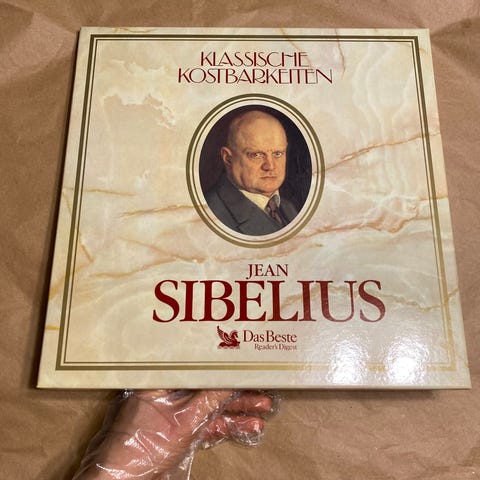 KLASSISCHE
KOSTBARKEITEN
JEAN
SIBELIUS
Das Beste
Reader's Digest